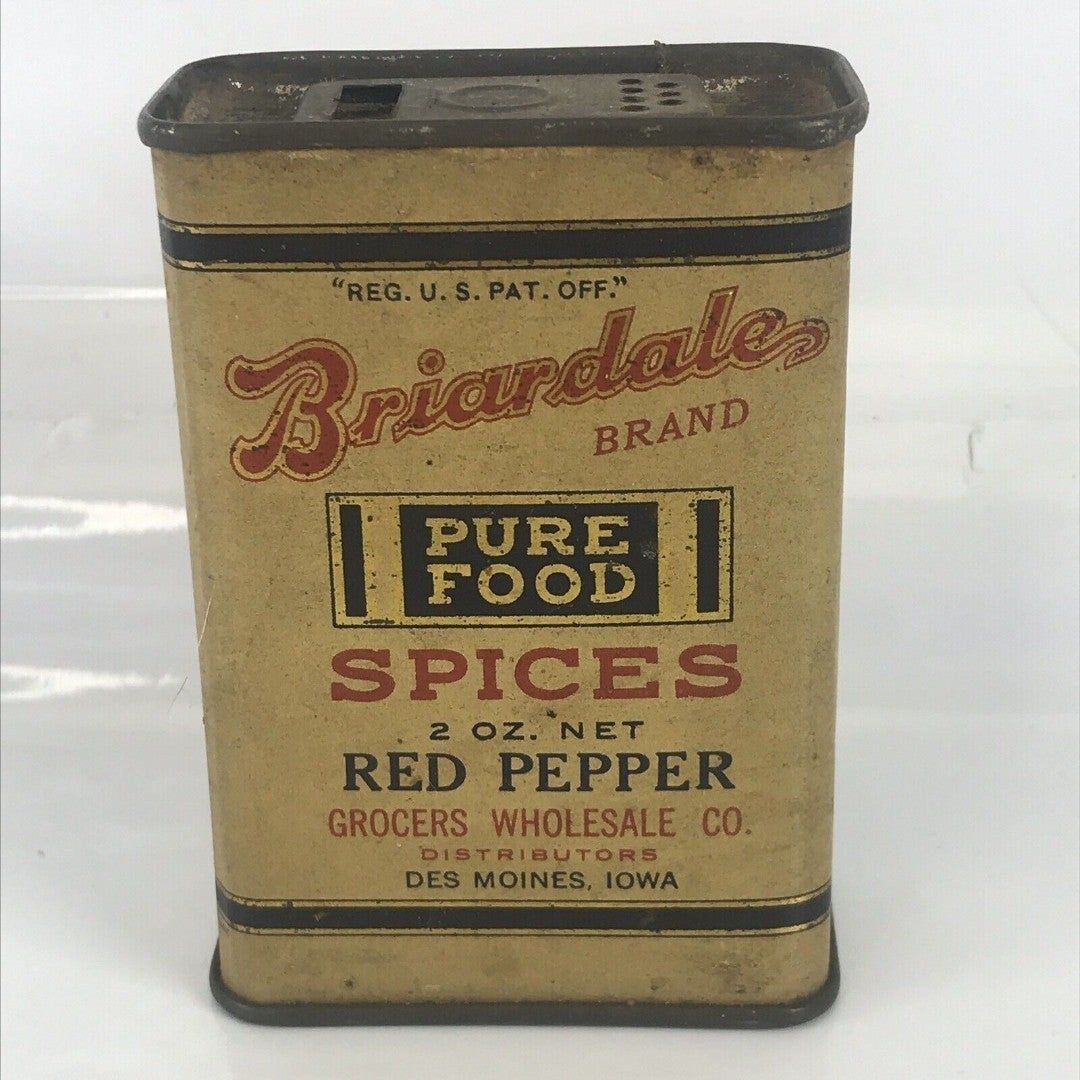 "REG. U. S. PAT. OFF."
Briardale
BRAND
PURE
FOOD
SPICES
2 OZ. NET
RED PEPPER
GROCERS WHOLESALE CO.
DISTRIBUTORS
DES MOINES, IOWA